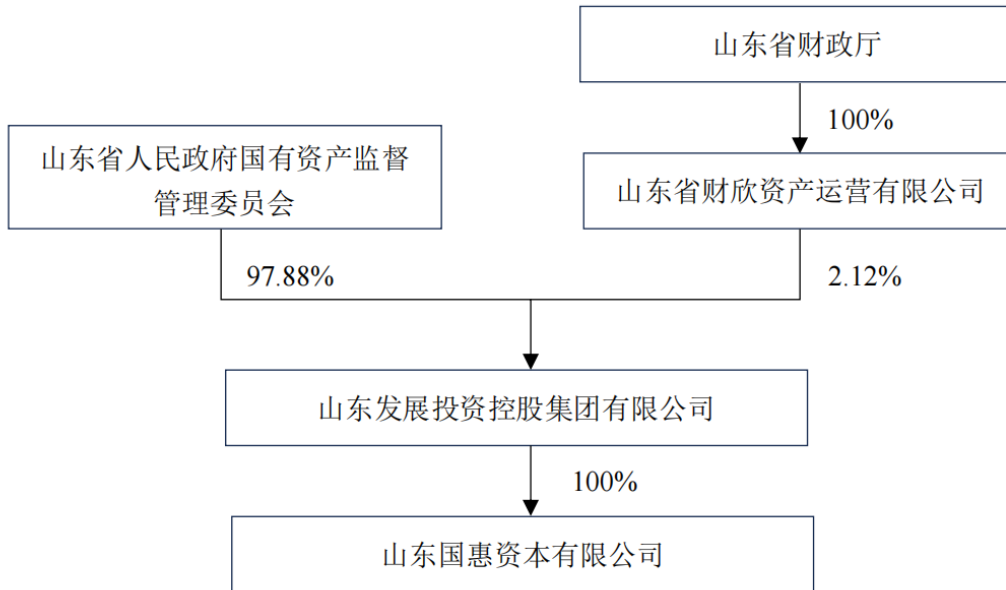 山东省财政厅
100%
山东省人民政府国有资产监督
管理委员会
山东省财欣资产运营有限公司
97.88%
2.12%
山东发展投资控股集团有限公司
100%
山东国惠资本有限公司